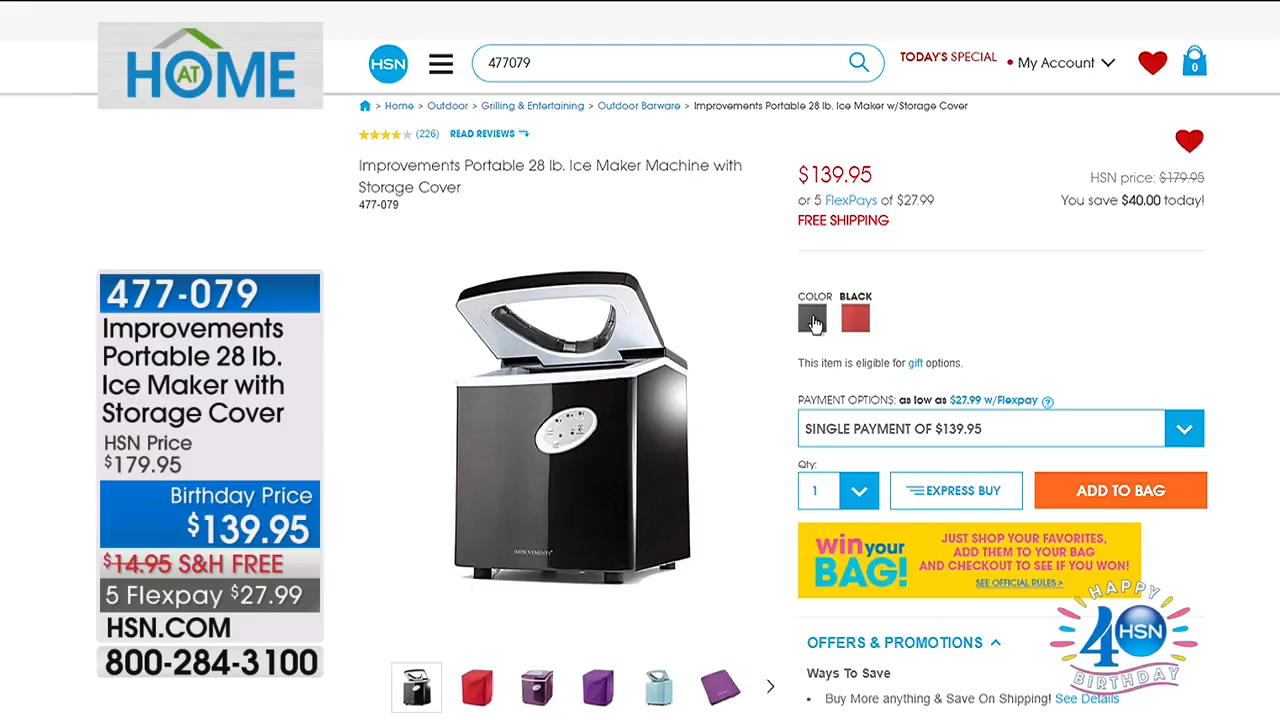 AT HOME
HSN
477079
TODAY'S SPECIAL
My Account
0
> Home > Outdoor > Grilling & Entertaining > Outdoor Barware > Improvements Portable 28 lb. Ice Maker w/Storage Cover
(226) READ REVIEWS
Improvements Portable 28 lb. Ice Maker Machine with
Storage Cover
477-079
$139.95
HSN price: $179.95
or 5 FlexPays of $27.99
You save $40.00 today!
FREE SHIPPING
COLOR BLACK
This item is eligible for gift options.
PAYMENT OPTIONS: as low as $27.99 w/Flexpay ?
SINGLE PAYMENT OF $139.95
Qty:
1
EXPRESS BUY
ADD TO BAG
win your
BAG!
JUST SHOP YOUR FAVORITES,
ADD THEM TO YOUR BAG
AND CHECKOUT TO SEE IF YOU WON!
SEE OFFICIAL RULES >
OFFERS & PROMOTIONS
Ways To Save
• Buy More anything & Save On Shipping! See Details
IMPROVEMENTS
477-079
Improvements
Portable 28 lb.
Ice Maker with
Storage Cover
HSN Price
$179.95
Birthday Price
$139.95
$14.95 S&H FREE
5 Flexpay $27.99
HSN.COM
800-284-3100
HAPPY
40 HSN
BIRTHDAY